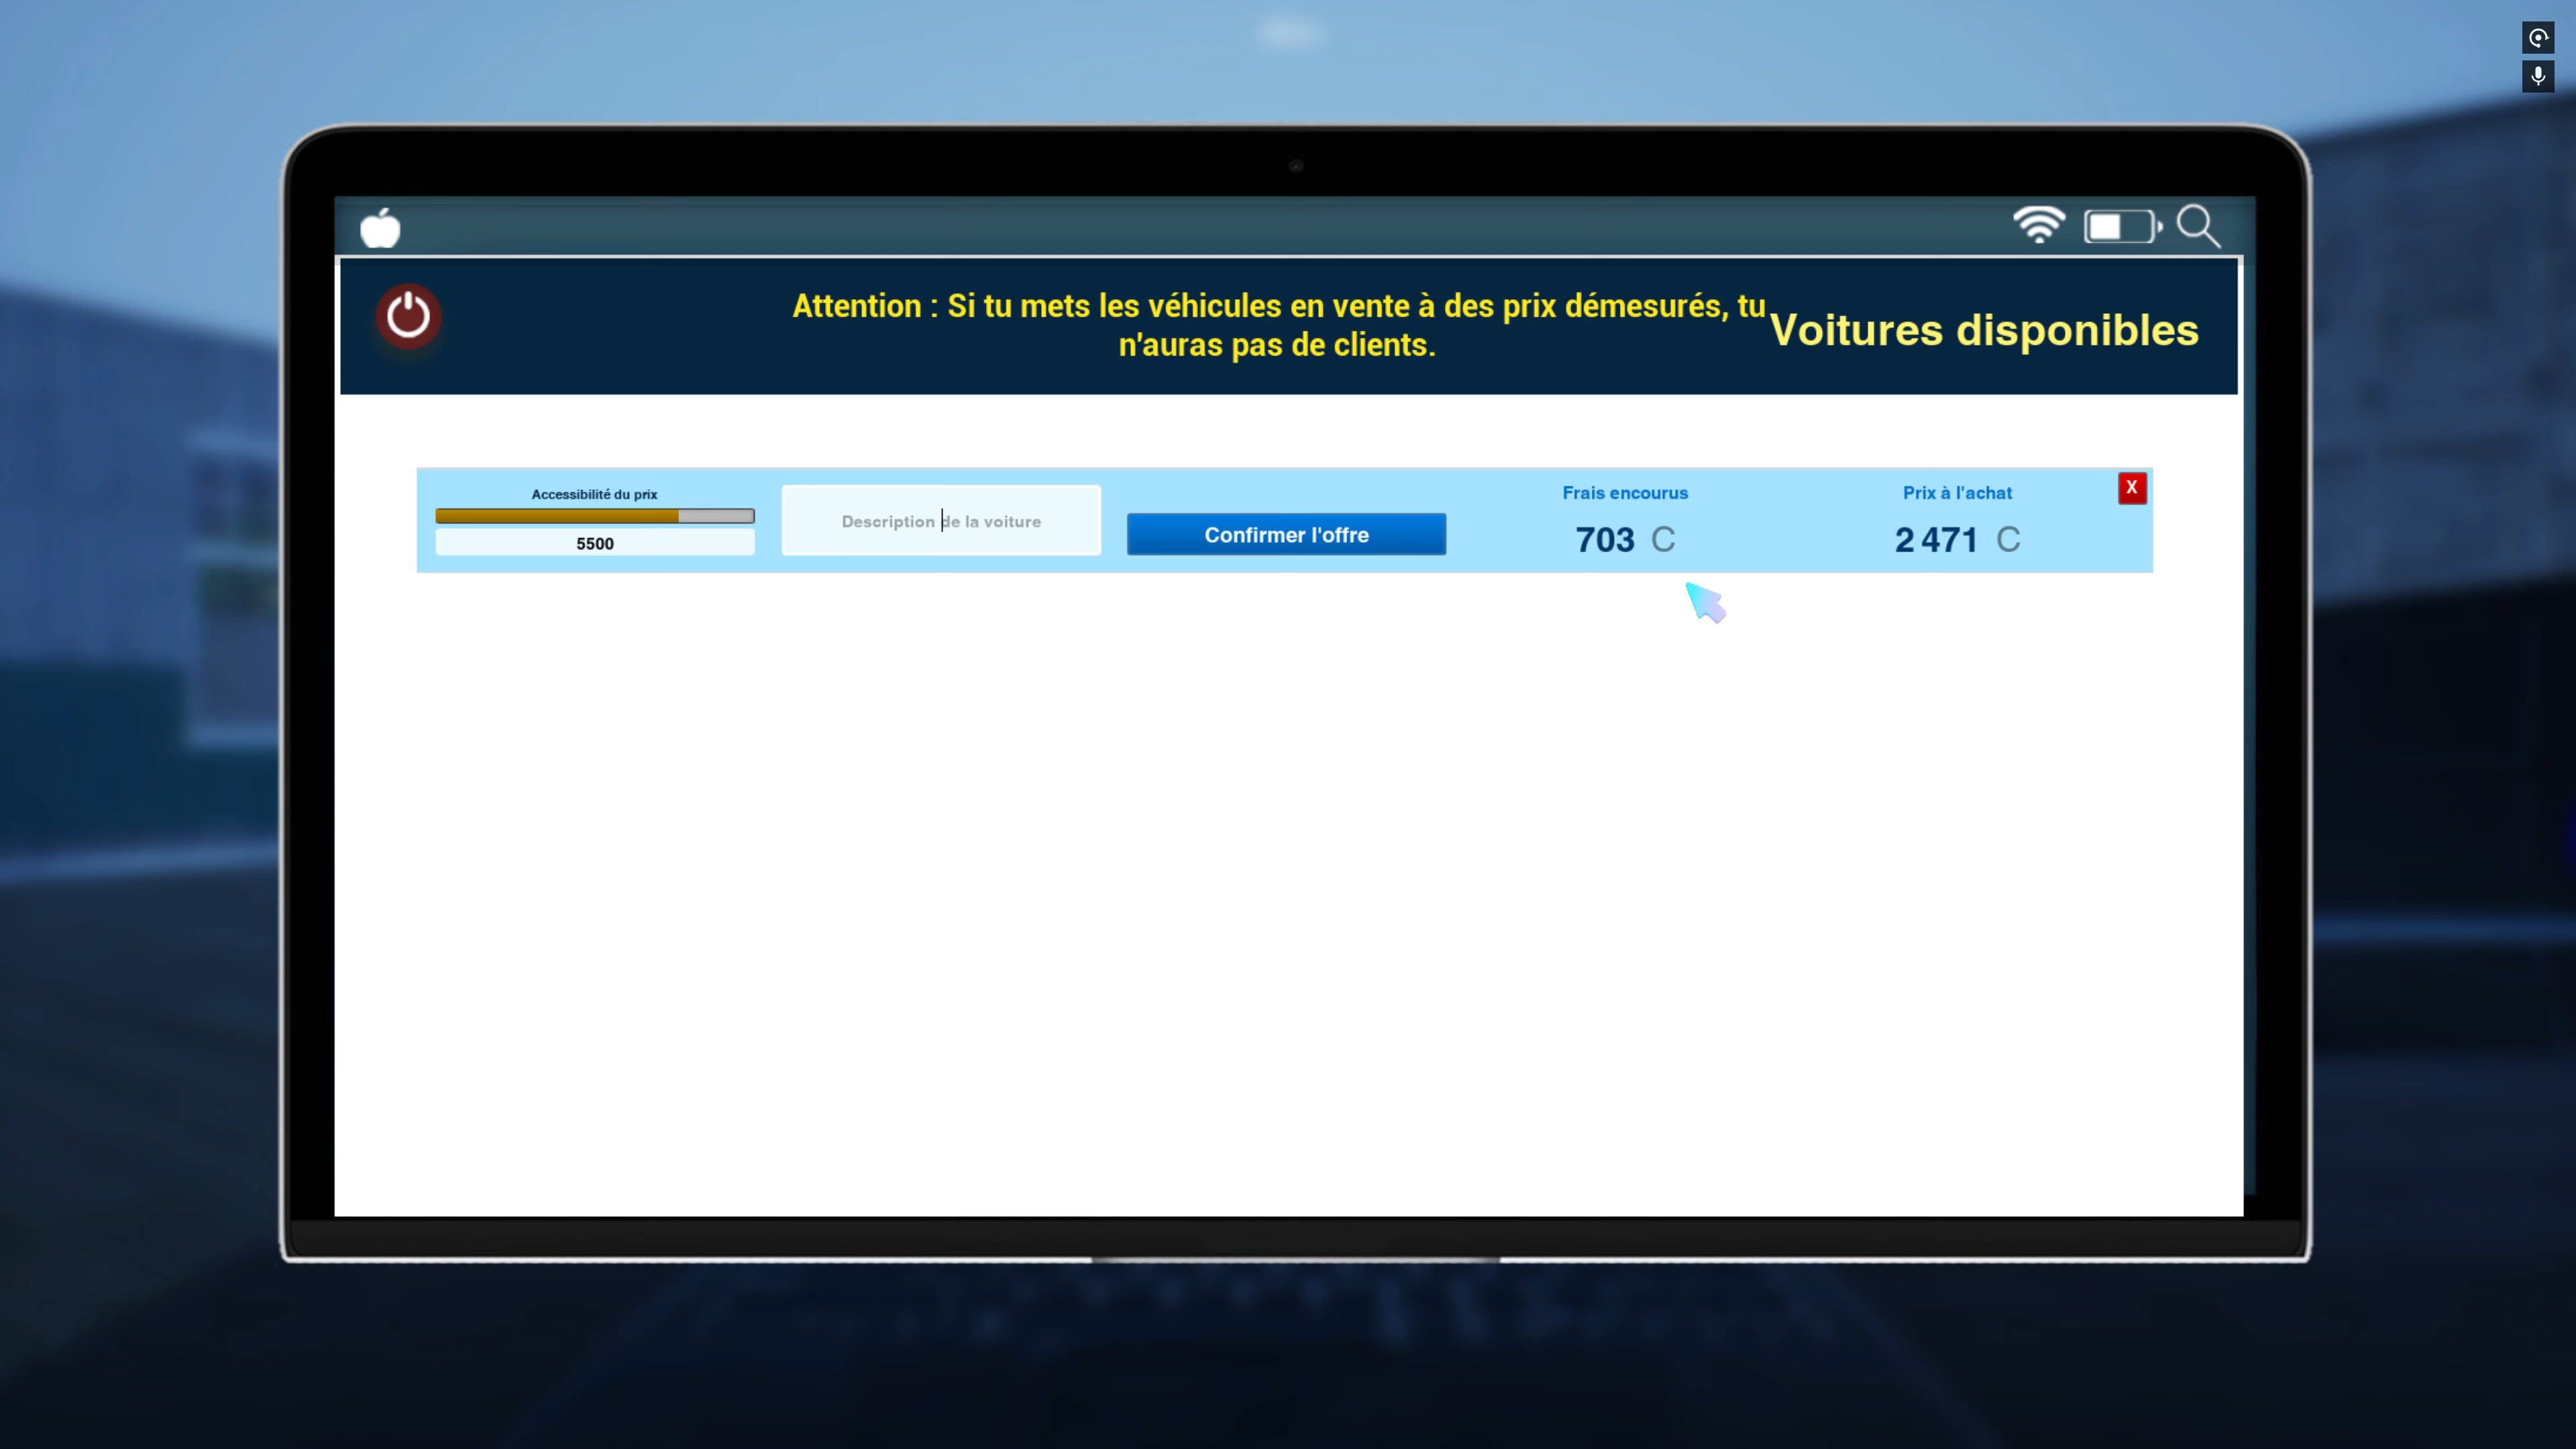 Attention : Si tu mets les véhicules en vente à des prix démesurés, tu
n'auras pas de clients.
Voitures disponibles
Accessibilité du prix
5500
Description de la voiture
Confirmer l'offre
Frais encourus
703 C
Prix à l'achat
2 471 C
X